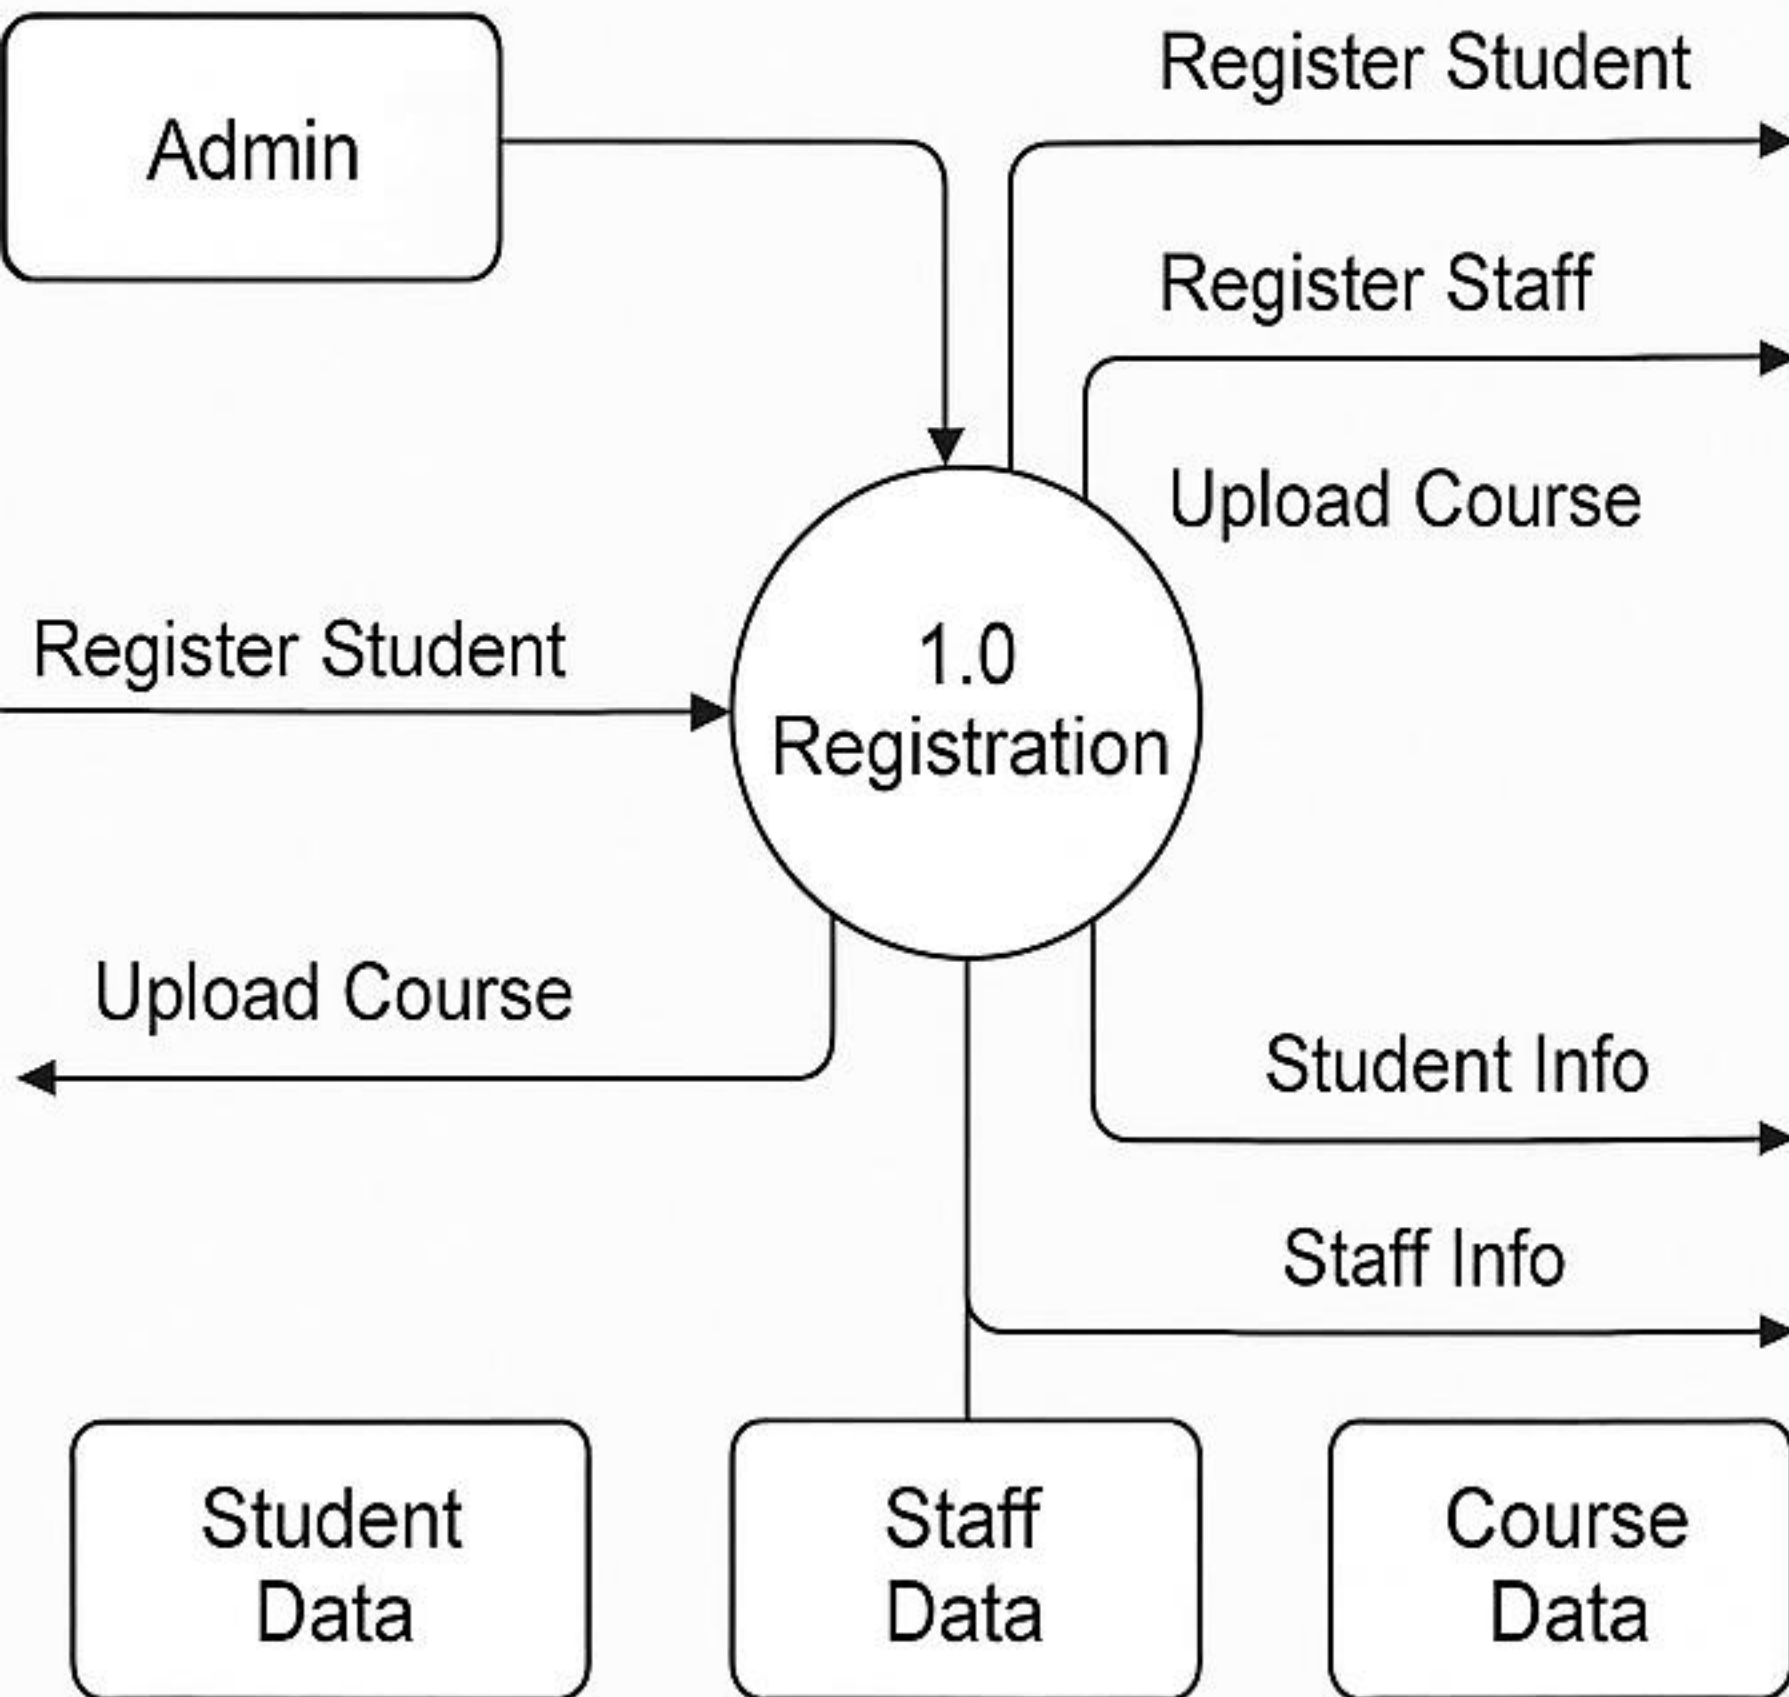 Admin
Register Student
Register Staff
Upload Course
Register Student
1.0
Registration
Upload Course
Student Info
Staff Info
Student
Data
Staff
Data
Course
Data